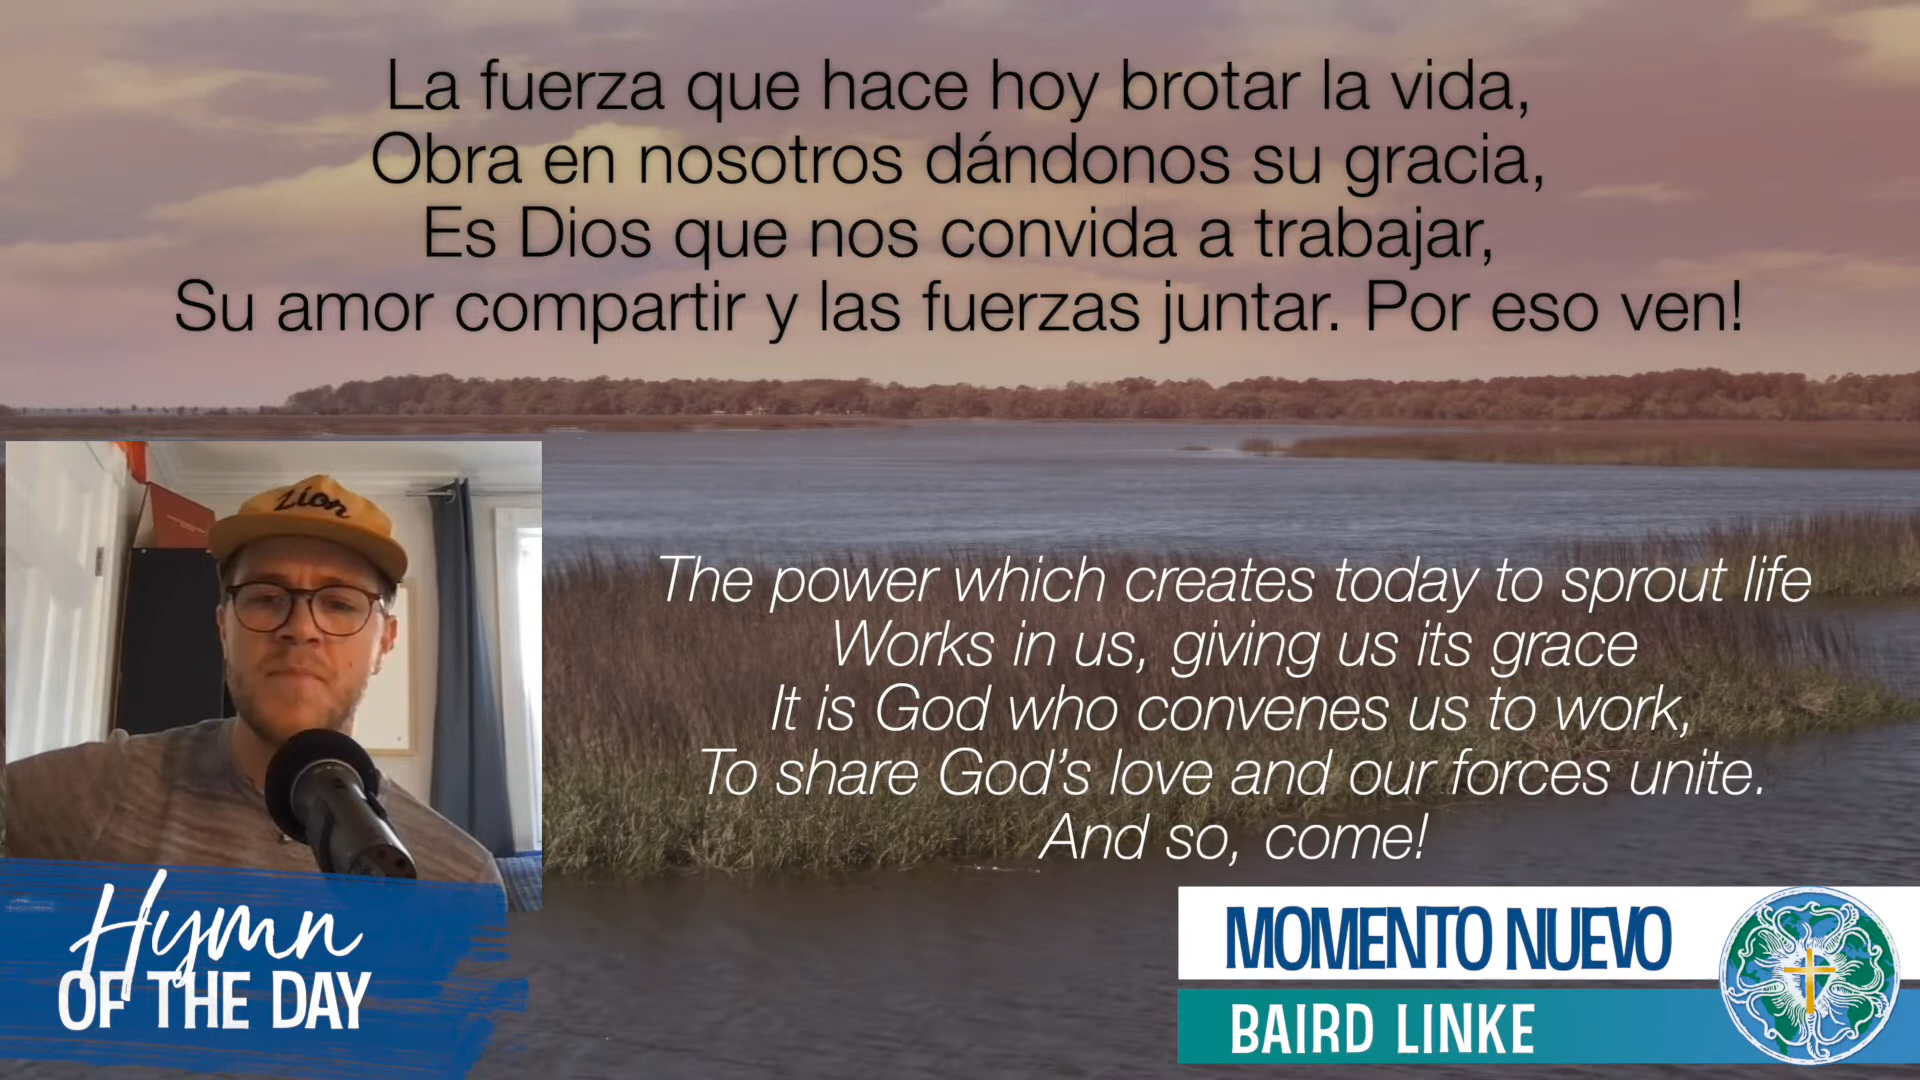 La fuerza que hace hoy brotar la vida,
Obra en nosotros dándonos su gracia,
Es Dios que nos convida a trabajar,
Su amor compartir y las fuerzas juntar. Por eso ven!
Zion
The power which creates today to sprout life
Works in us, giving us its grace
It is God who convenes us to work,
To share God's love and our forces unite.
And so, come!
Hymn
OF THE DAY
MOMENTO NUEVO
BAIRD LINKE